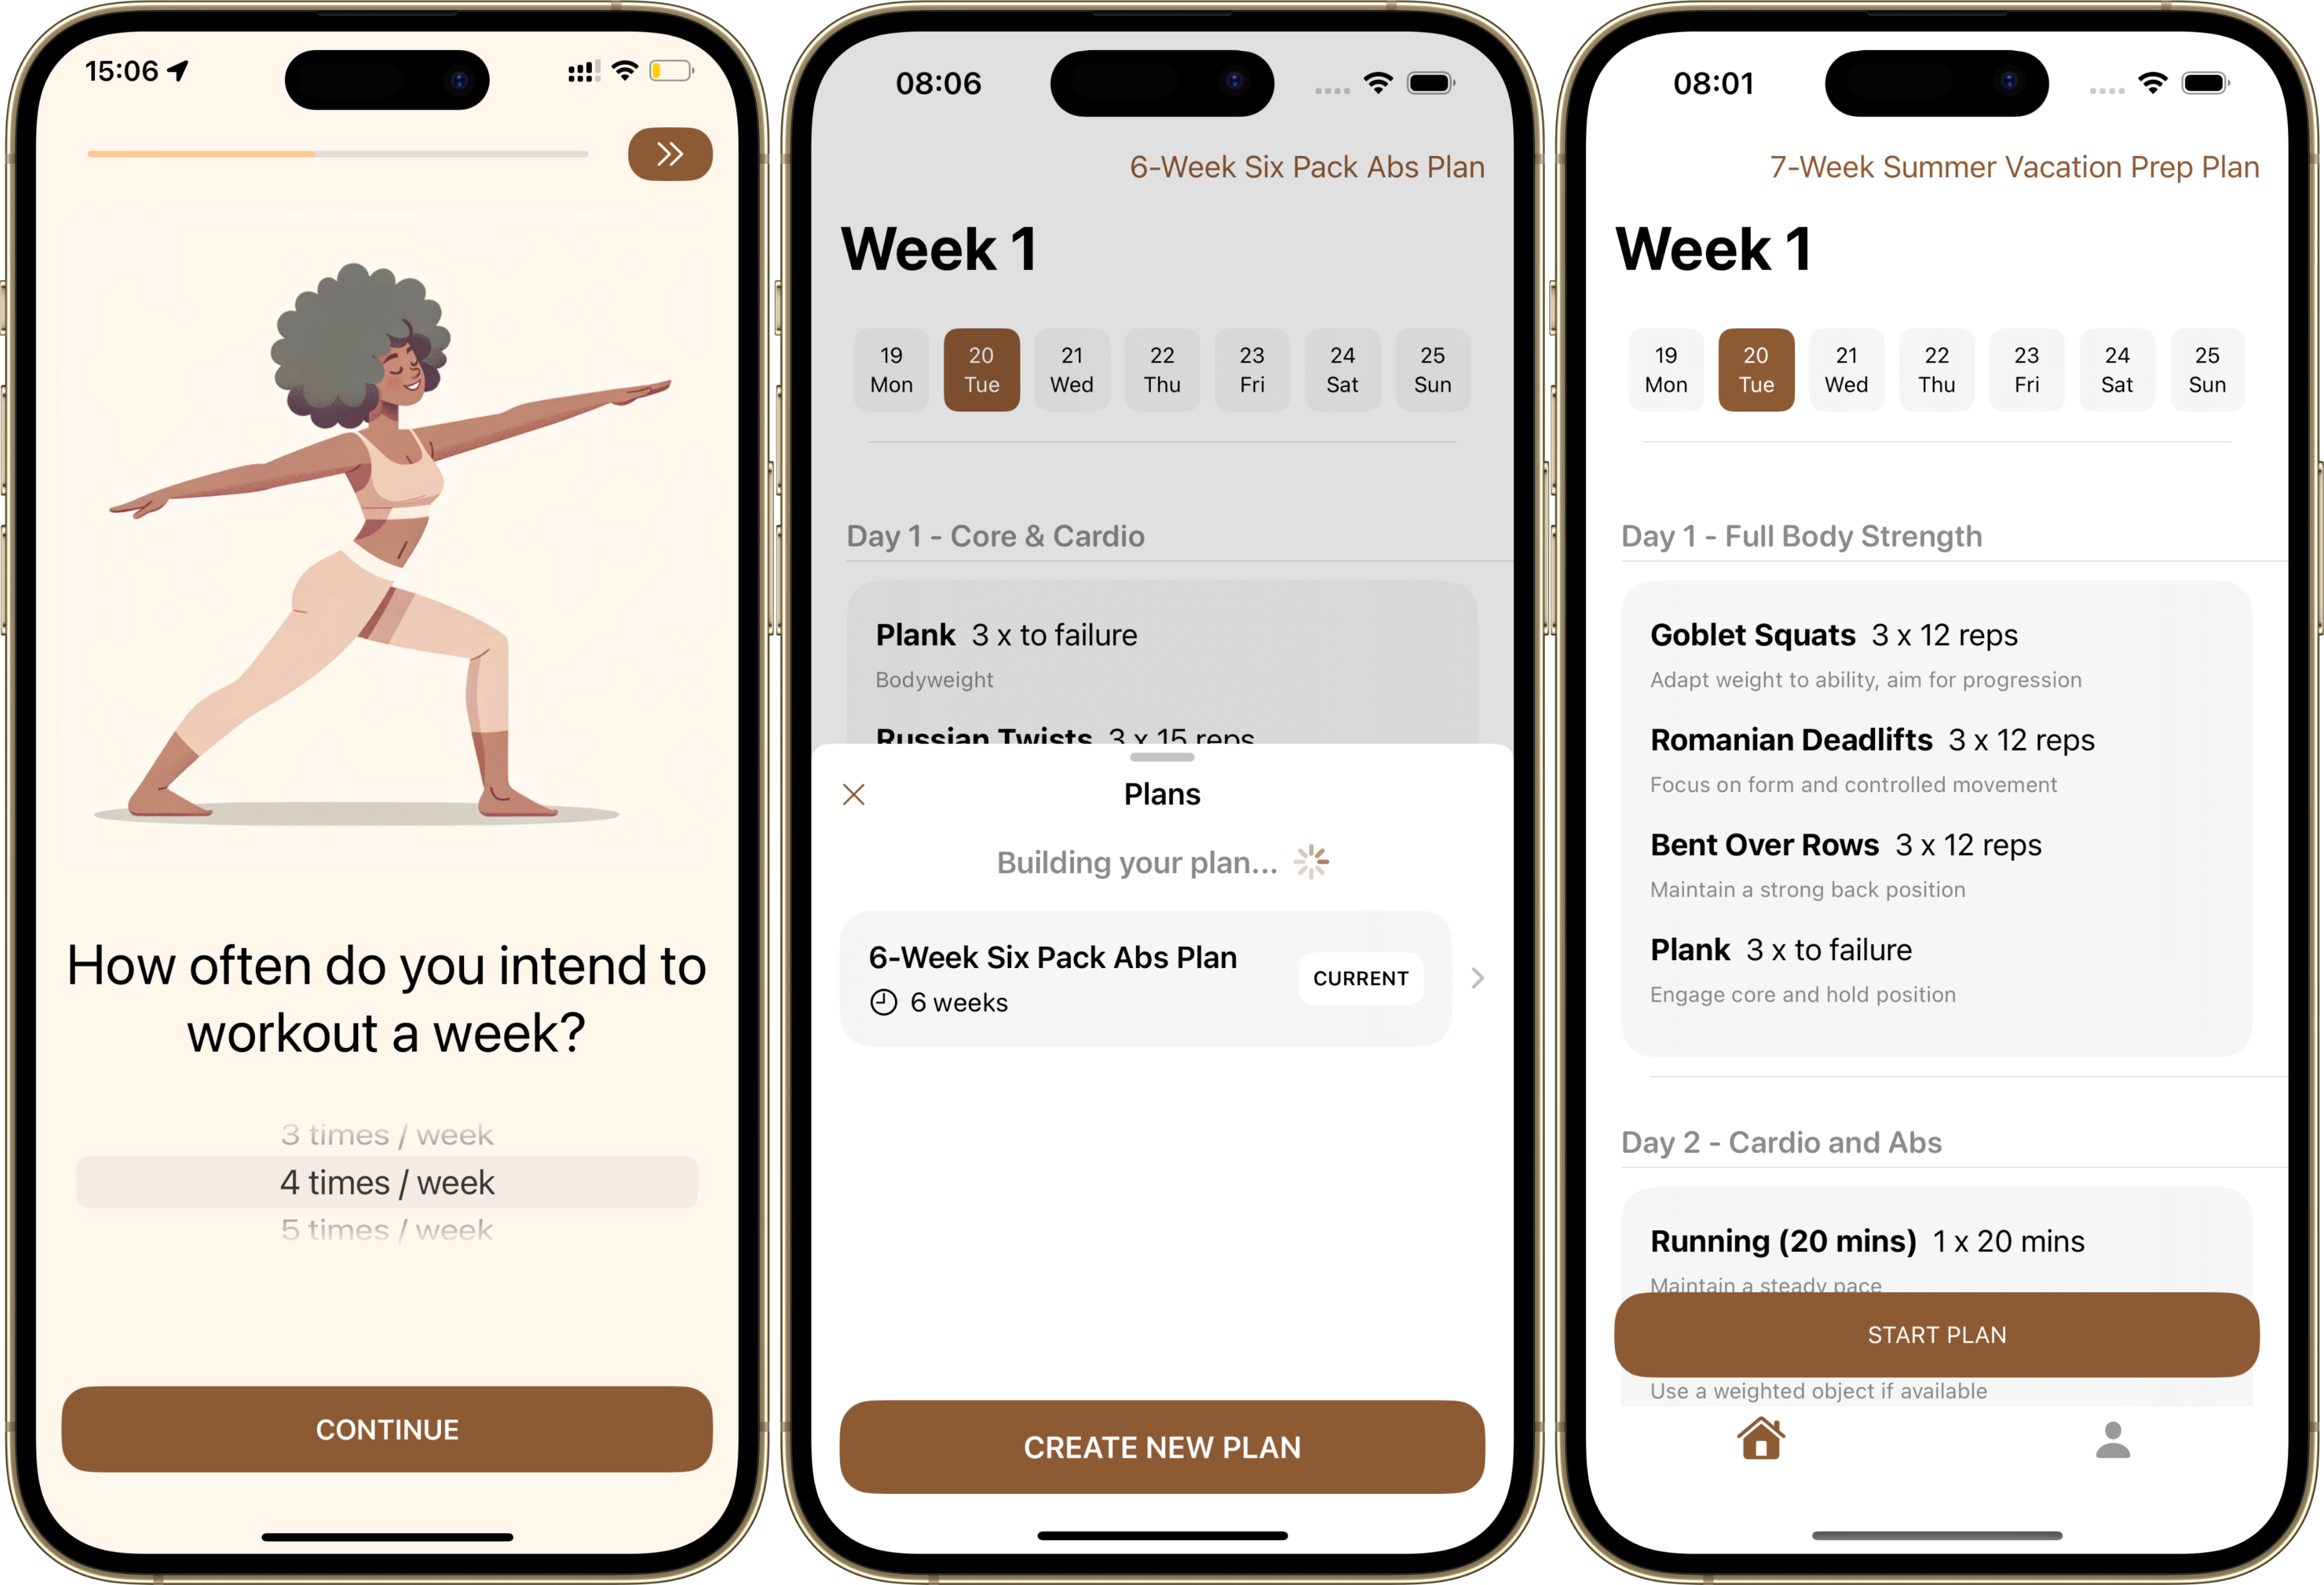 15:06
How often do you intend to
workout a week?
3 times / week
4 times / week
5 times / week
CONTINUE
08:06
6-Week Six Pack Abs Plan
Week 1
19 20 21 22 23 24 25
Mon Tue Wed Thu Fri Sat Sun
Day 1 - Core & Cardio
Plank 3 x to failure
Bodyweight
Russian Twists 3 x 15 reps
Plans
Building your plan...
6-Week Six Pack Abs Plan
6 weeks
CURRENT
CREATE NEW PLAN
08:01
7-Week Summer Vacation Prep Plan
Week 1
19 20 21 22 23 24 25
Mon Tue Wed Thu Fri Sat Sun
Day 1 - Full Body Strength
Goblet Squats 3 x 12 reps
Adapt weight to ability, aim for progression
Romanian Deadlifts 3 x 12 reps
Focus on form and controlled movement
Bent Over Rows 3 x 12 reps
Maintain a strong back position
Plank 3 x to failure
Engage core and hold position
Day 2 - Cardio and Abs
Running (20 mins) 1 x 20 mins
Maintain a steady pace
START PLAN
Use a weighted object if available